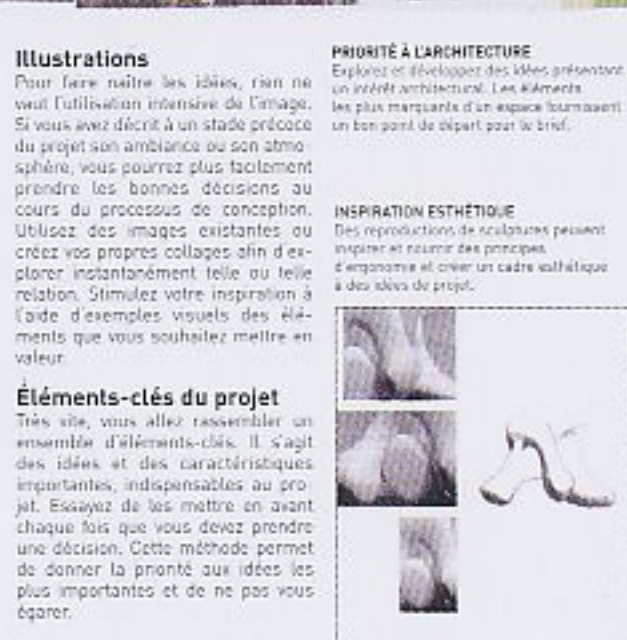 Illustrations
Pour faire naître les idées, rien ne
vaut l'utilisation intensive de l'image.
Si vous avez décrit à un stade précoce
du projet son ambiance ou son atmo-
sphère, vous pourrez plus facilement
prendre les bonnes décisions au
cours du processus de conception.
Utilisez des images existantes ou
créez vos propres collages afin d'ex-
plorer instantanément telle ou telle
relation. Stimulez votre inspiration à
l'aide d'exemples visuels des élé-
ments que vous souhaitez mettre en
valeur.
Éléments-clés du projet
Très vite, vous allez rassembler un
ensemble d'éléments-clés. Il s'agit
des idées et des caractéristiques
importantes, indispensables au pro-
jet. Essayez de les mettre en avant
chaque fois que vous devez prendre
une décision. Cette méthode permet
de donner la priorité aux idées les
plus importantes et de ne pas vous
égarer.
PRIORITÉ À L'ARCHITECTURE
Explorez et développez des idées présentant
un intérêt architectural. Les éléments
les plus marquants d'un espace fournissent
un bon point de départ pour le brief.
INSPIRATION ESTHÉTIQUE
Des reproductions de sculptures peuvent
inspirer et nourrir des principes
d'ergonomie et créer un cadre esthétique
à des idées de projet.